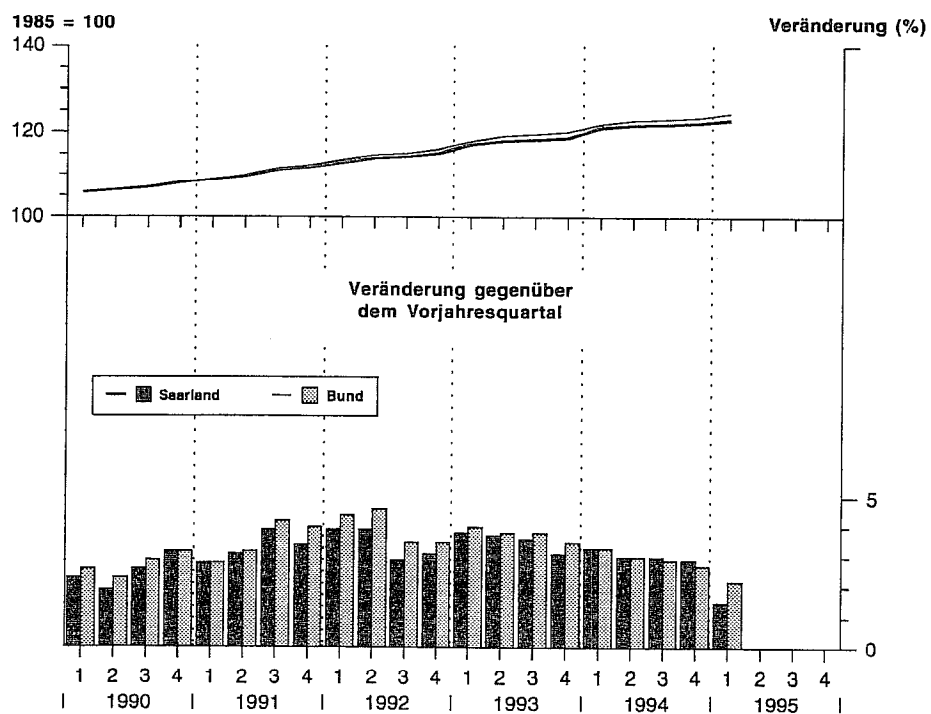 1985 = 100
Veränderung (%)
140
120
100
Veränderung gegenüber
dem Vorjahresquartal
Saarland
Bund
5
0
1 2 3 4 1 2 3 4 1 2 3 4 1 2 3 4 1 2 3 4 1 2 3 4
| 1990 | 1991 | 1992 | 1993 | 1994 | 1995 |